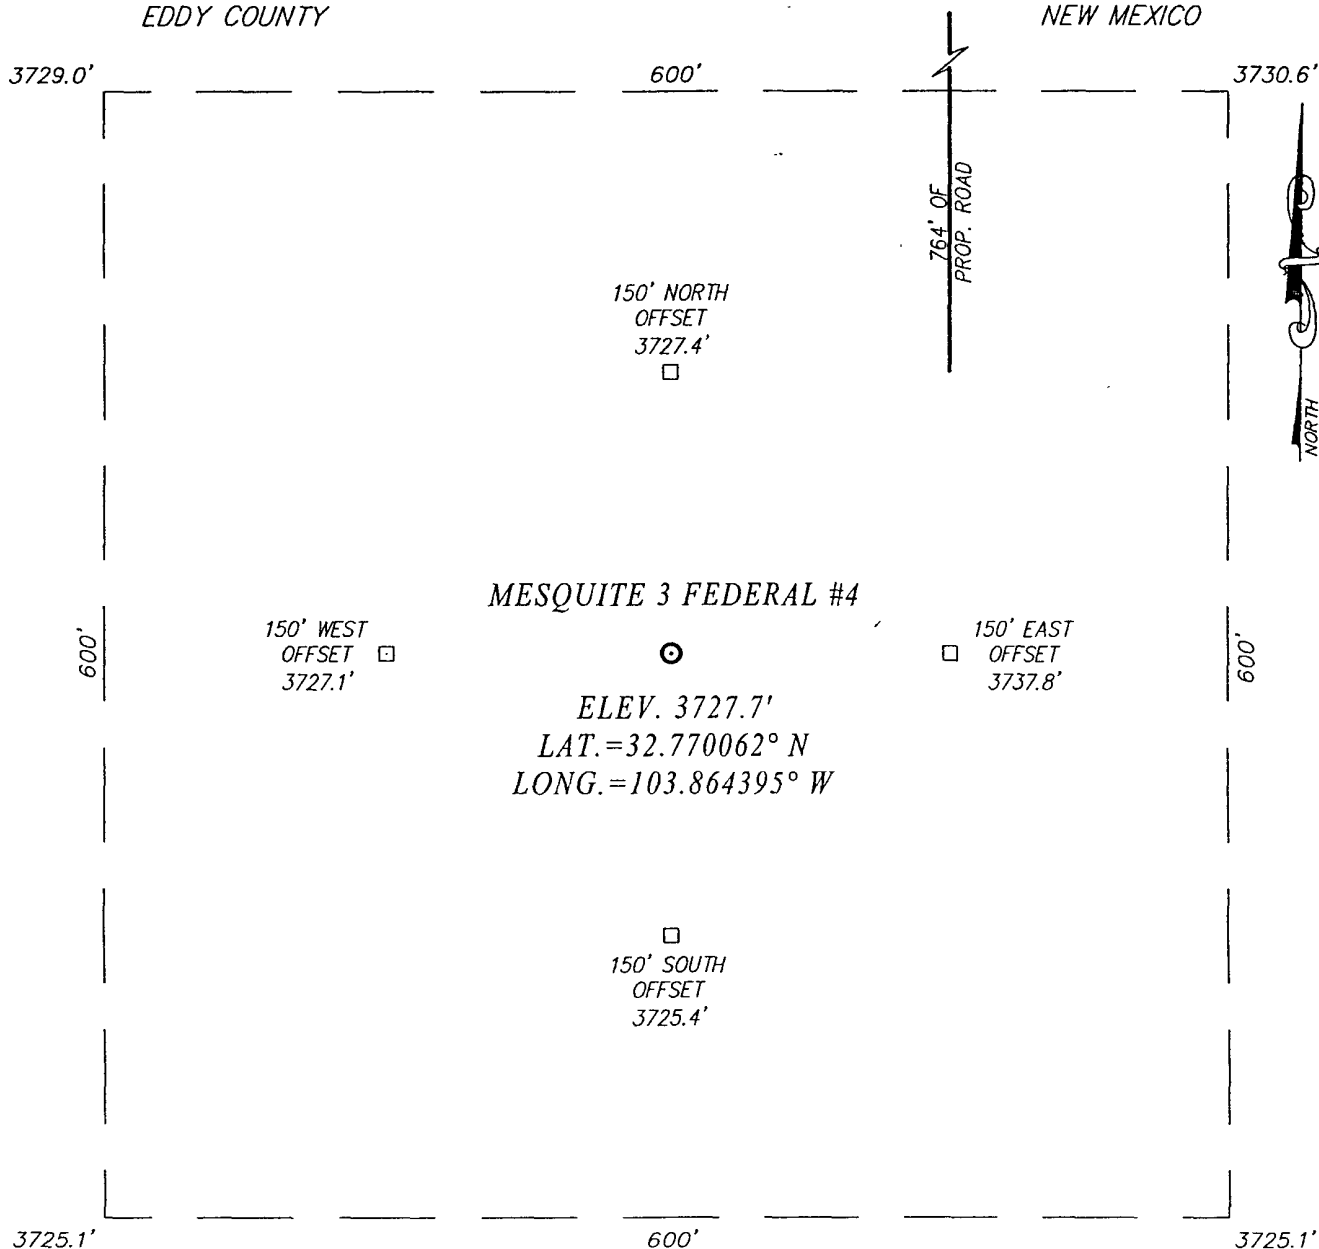 EDDY COUNTY
NEW MEXICO
3729.0'
600'
3730.6'
764' OF
PROP. ROAD
NORTH
150' NORTH
OFFSET
3727.4'
MESQUITE 3 FEDERAL #4
600'
150' WEST
OFFSET
3727.1'
150' EAST
OFFSET
3737.8'
600'
ELEV. 3727.7'
LAT.=32.770062° N
LONG.=103.864395° W
150' SOUTH
OFFSET
3725.4'
3725.1'
600'
3725.1'